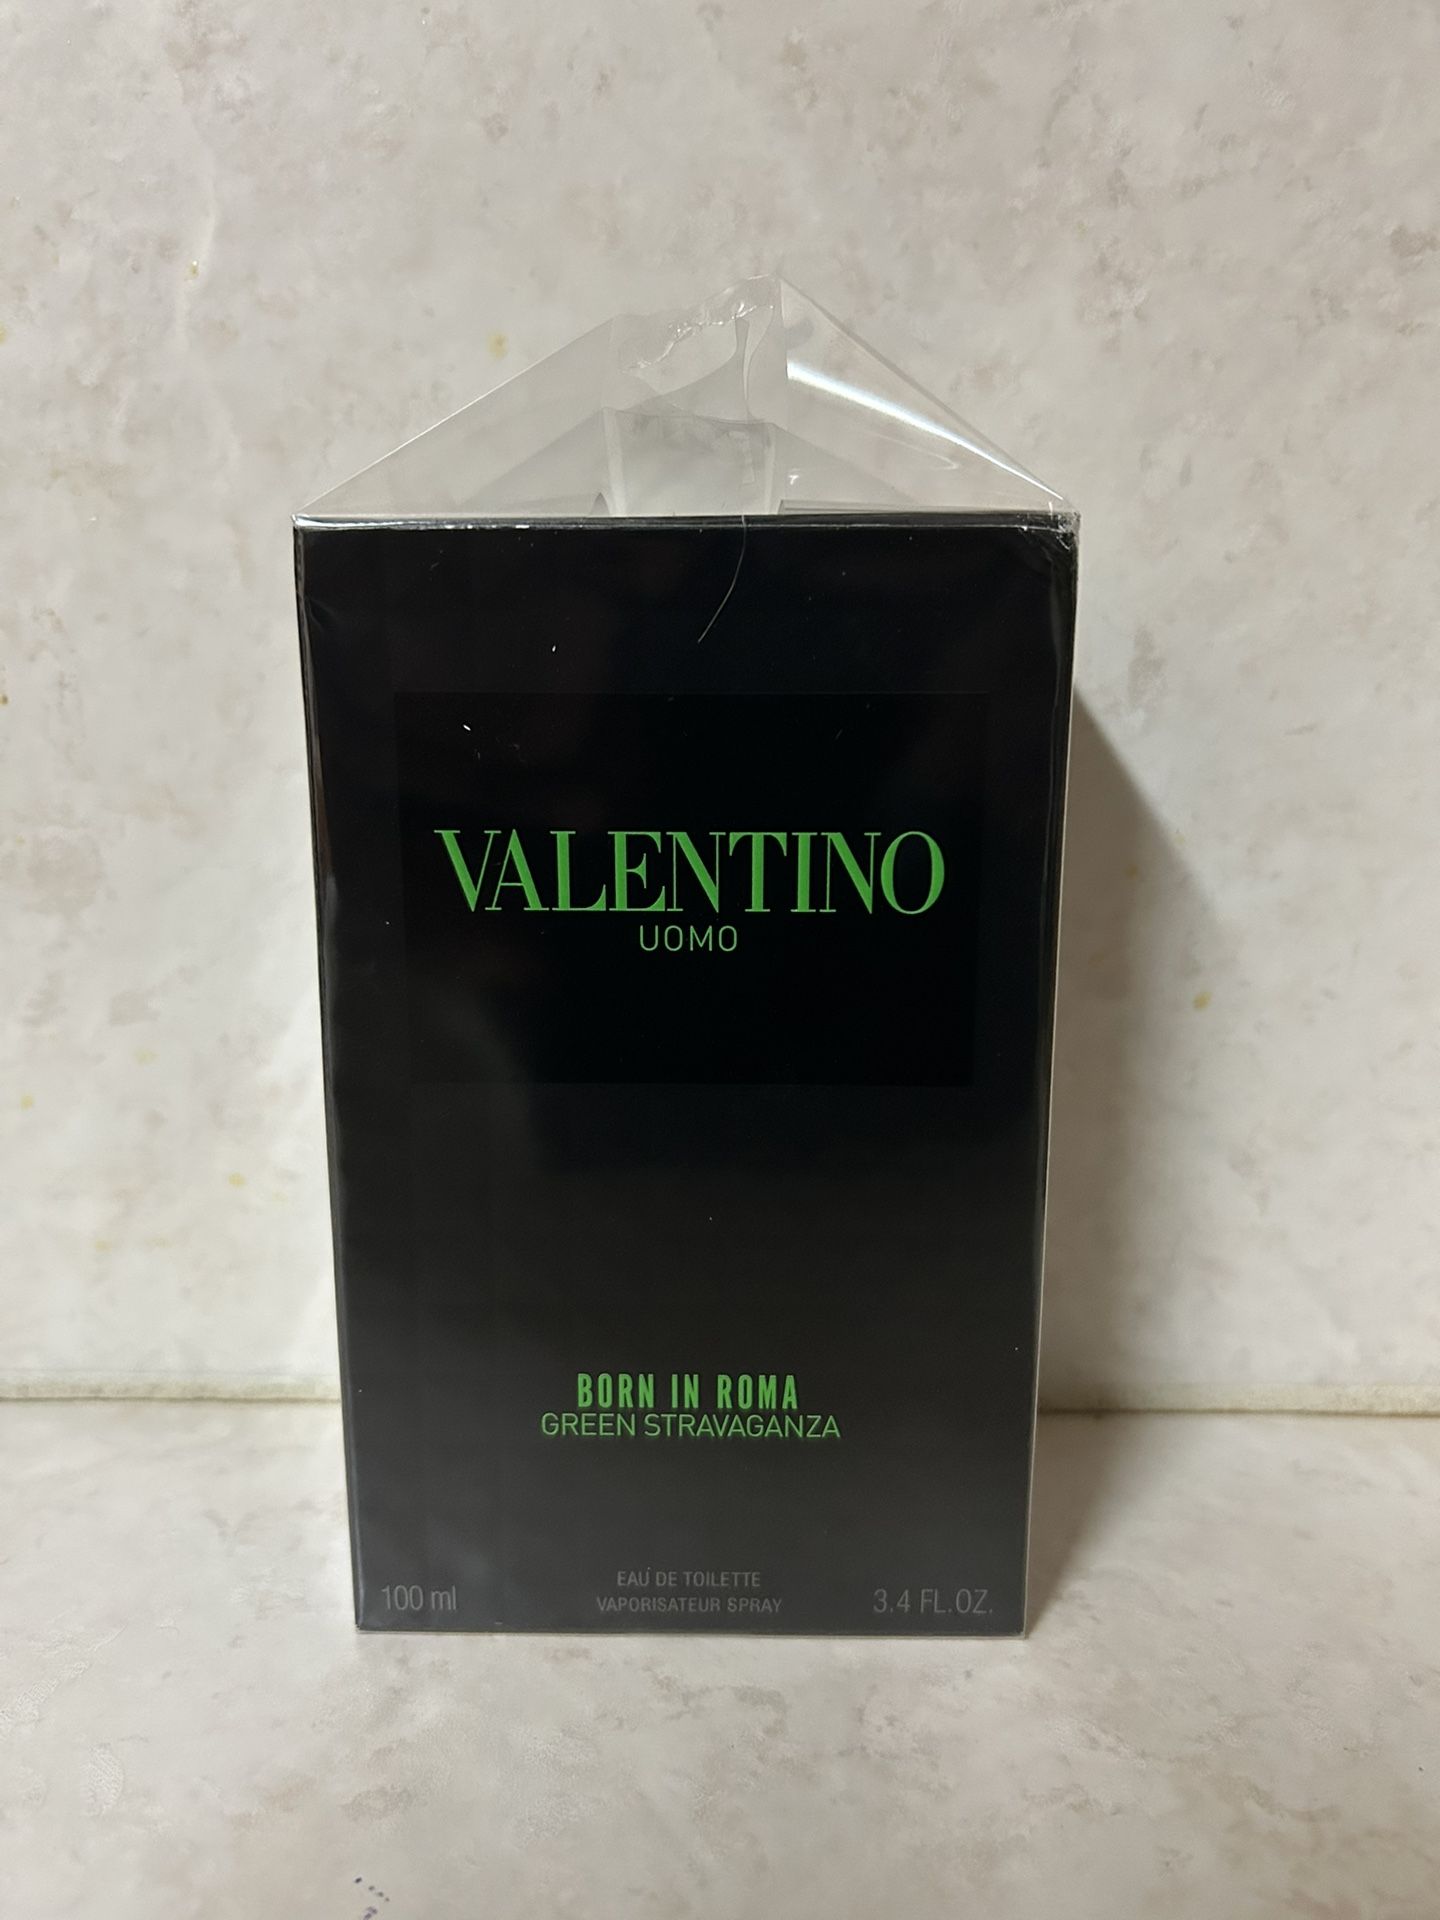 VALENTINO
UOMO
BORN IN ROMA
GREEN STRAVAGANZA
EAU DE TOILETTE
100 ml VAPORISATEUR SPRAY 3.4 FL.OZ.